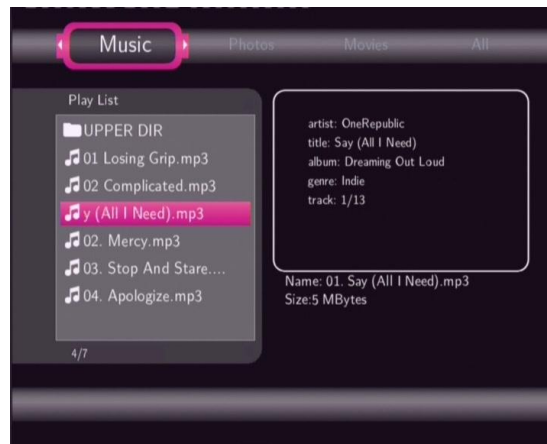 Music
Photos
Movies
All
Play List
UPPER DIR
01 Losing Grip.mp3
02 Complicated.mp3
y (All I Need).mp3
02. Mercy.mp3
03. Stop And Stare....
04. Apologize.mp3
4/7
artist: OneRepublic
title: Say (All I Need)
album: Dreaming Out Loud
genre: Indie
track: 1/13
Name: 01. Say (All I Need).mp3
Size:5 MBytes